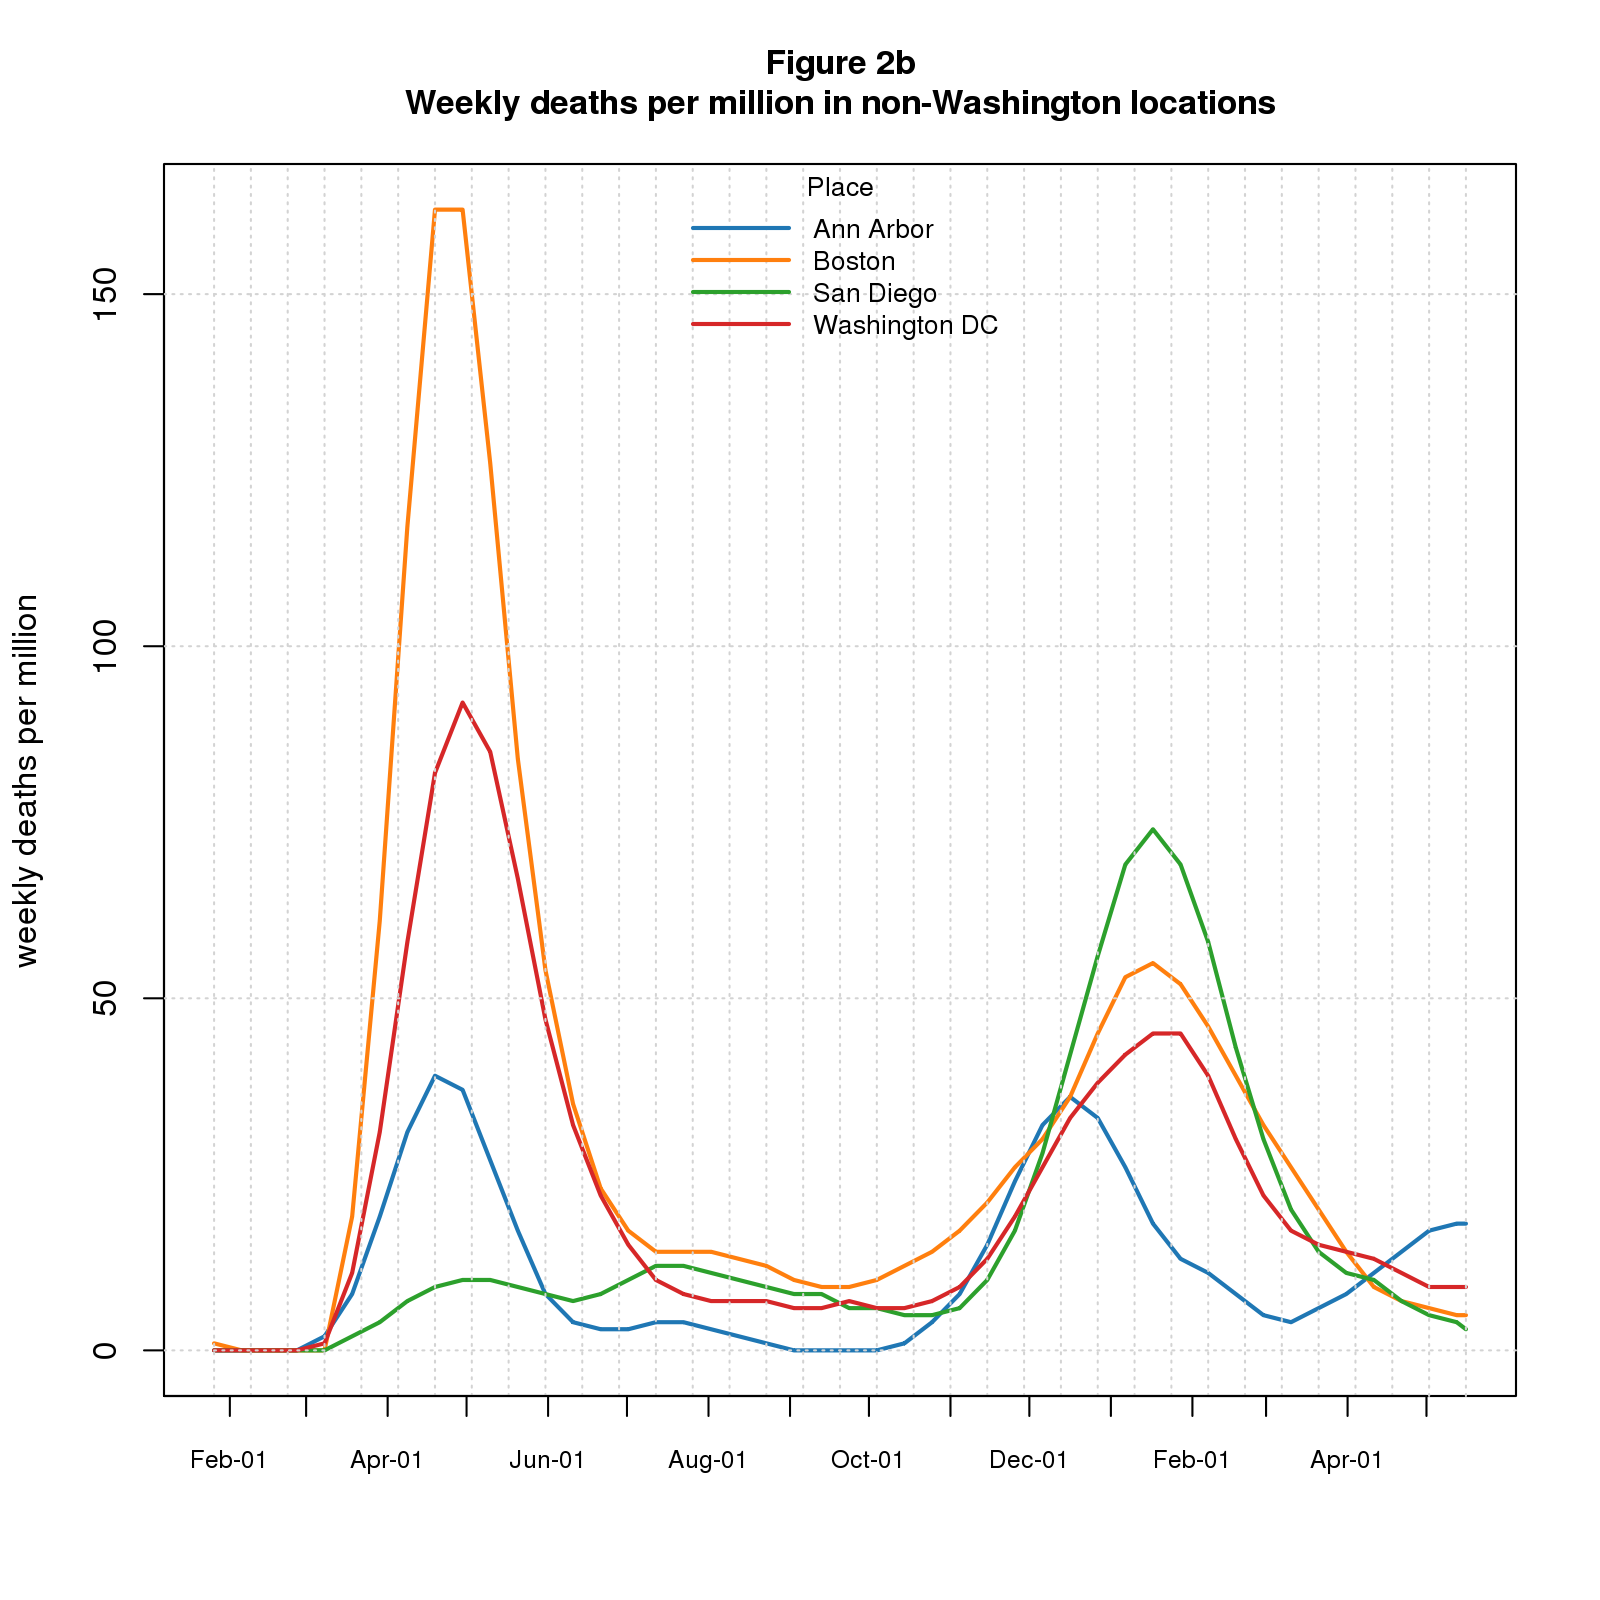 Figure 2b
Weekly deaths per million in non-Washington locations
Place
Ann Arbor
Boston
San Diego
Washington DC
150
100
50
0
weekly deaths per million
Feb-01 Apr-01 Jun-01 Aug-01 Oct-01 Dec-01 Feb-01 Apr-01